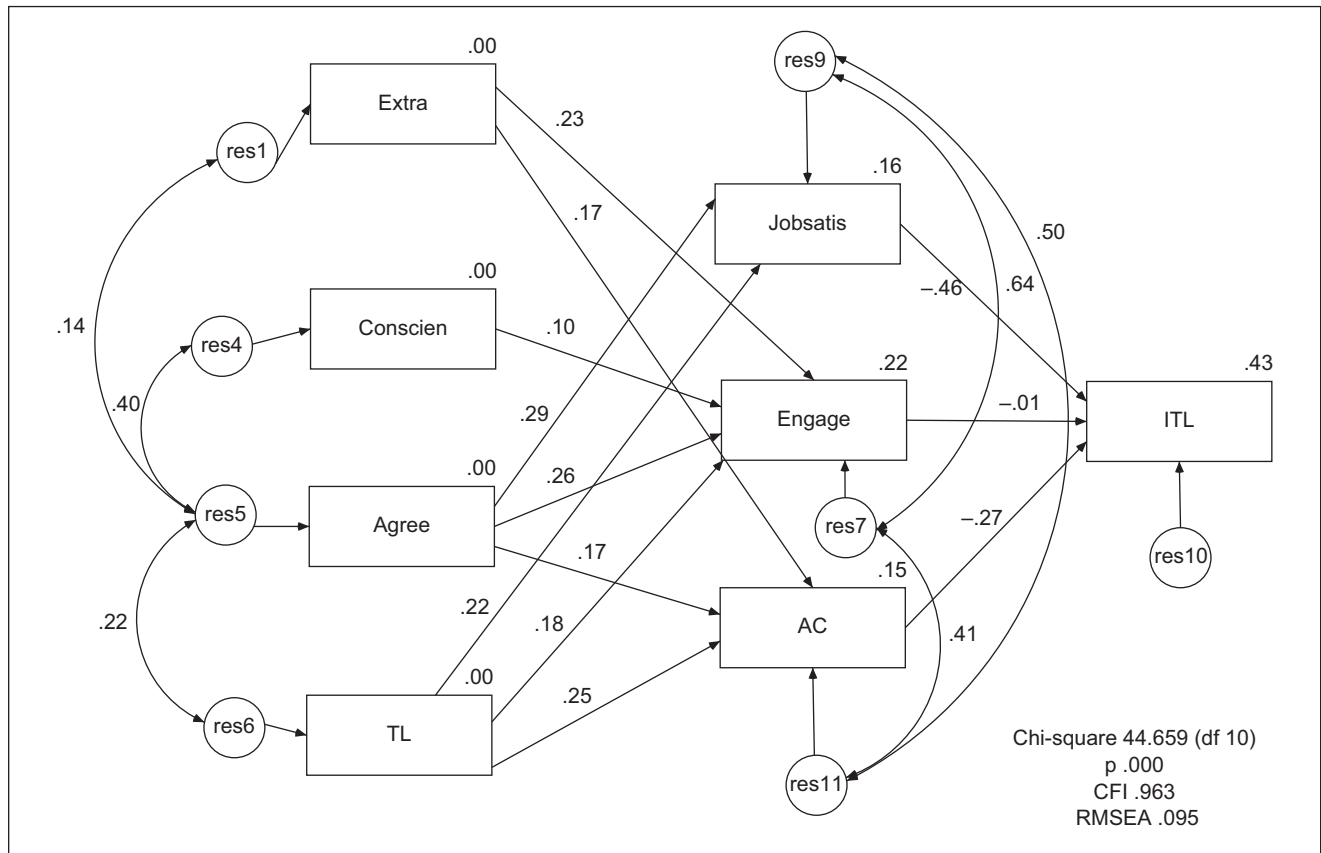 .00
Extra
res1
.23
.17
res9
.16
Jobsatis
.50
–.46
.64
.14
.00
Conscien
res4
.10
.40
.29
.22
Engage
–.01
.43
ITL
.00
Agree
res5
.26
.17
res7
–.27
res10
.15
AC
.41
.22
.22
.18
.00
TL
res6
.25
res11
Chi-square 44.659 (df 10)
p .000
CFI .963
RMSEA .095